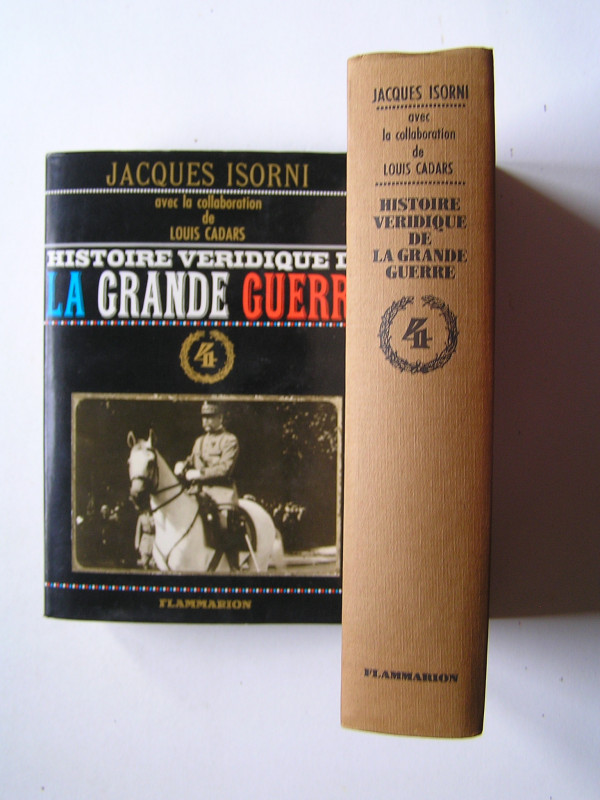 JACQUES ISORNI
avec la collaboration
de
LOUIS CADARS
HISTOIRE VERIDIQUE D
LA GRANDE GUERR
4
FLAMMARION
JACQUES ISORNI
avec
la collaboration
de
LOUIS CADARS
HISTOIRE
VERIDIQUE
DE
LA GRANDE
GUERRE
4
FLAMMARION